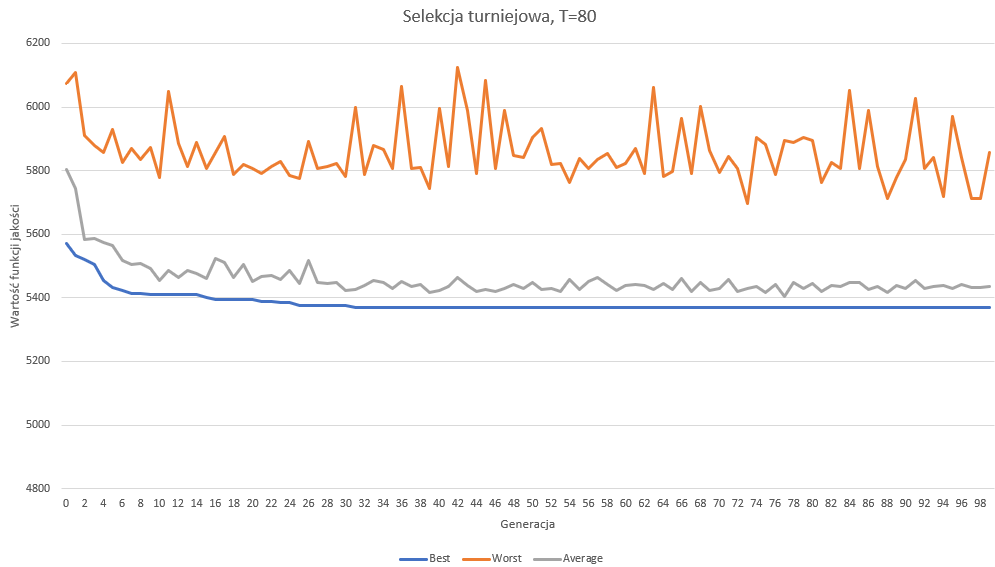 Selekcja turniejowa, T=80
6200
6000
5800
5600
5400
5200
5000
4800
Wartość funkcji jakości
0 2 4 6 8 10 12 14 16 18 20 22 24 26 28 30 32 34 36 38 40 42 44 46 48 50 52 54 56 58 60 62 64 66 68 70 72 74 76 78 80 82 84 86 88 90 92 94 96 98
Generacja
Best Worst Average